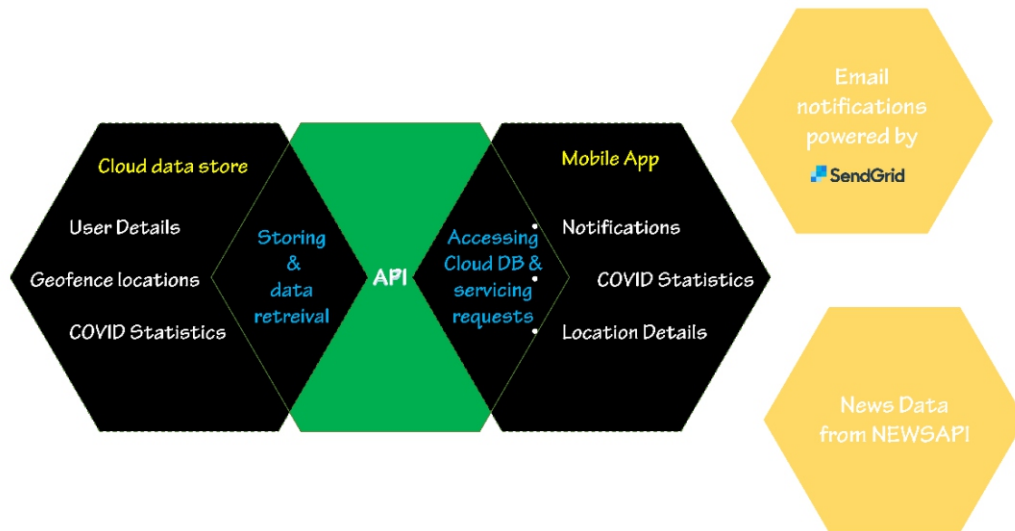 Cloud data store
User Details
Geofence locations
COVID Statistics
Storing
&
data
retreival
API
Accessing
Cloud DB &
servicing
requests
Mobile App
Notifications
COVID Statistics
Location Details
Email
notifications
powered by
SendGrid
News Data
from NEWSAPI